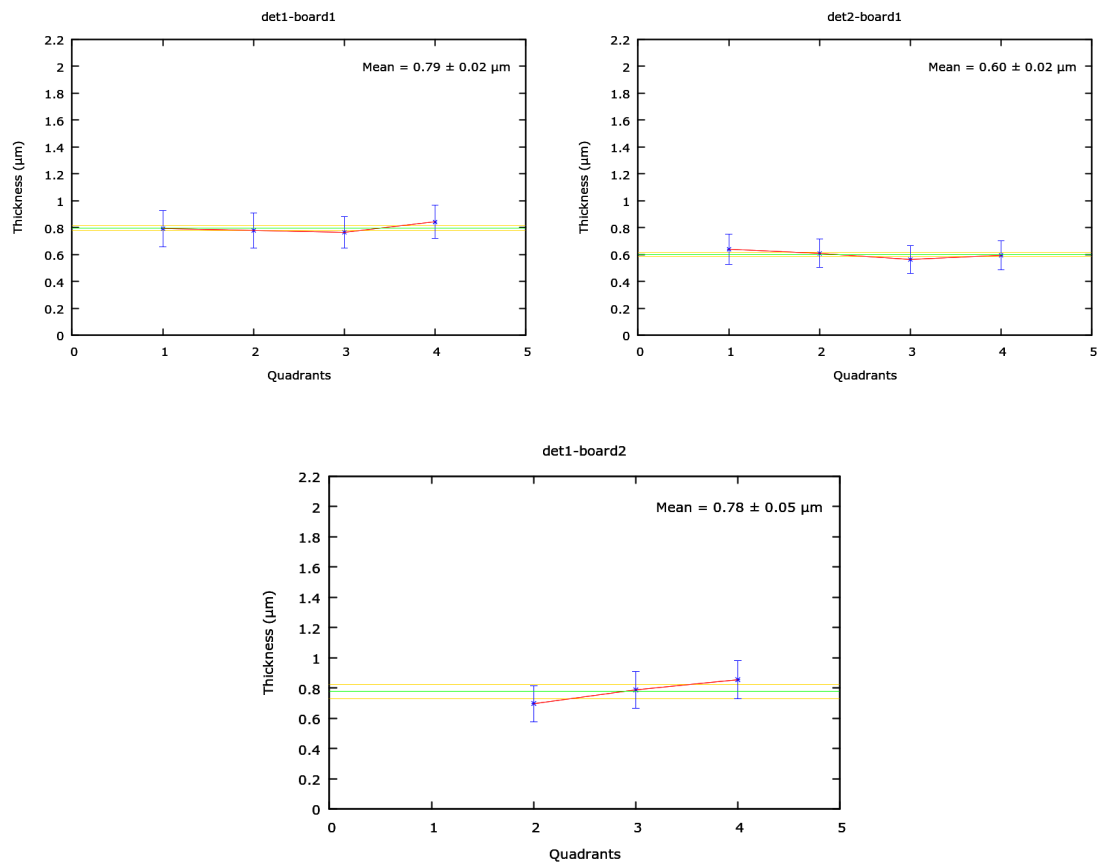 det1-board1
2.2
2
1.8
1.6
1.4
1.2
1
0.8
0.6
0.4
0.2
0
Thickness (μm)
Mean = 0.79 ± 0.02 μm
0 1 2 3 4 5
Quadrants
det2-board1
2.2
2
1.8
1.6
1.4
1.2
1
0.8
0.6
0.4
0.2
0
Thickness (μm)
Mean = 0.60 ± 0.02 μm
0 1 2 3 4 5
Quadrants
det1-board2
2.2
2
1.8
1.6
1.4
1.2
1
0.8
0.6
0.4
0.2
0
Thickness (μm)
Mean = 0.78 ± 0.05 μm
0 1 2 3 4 5
Quadrants